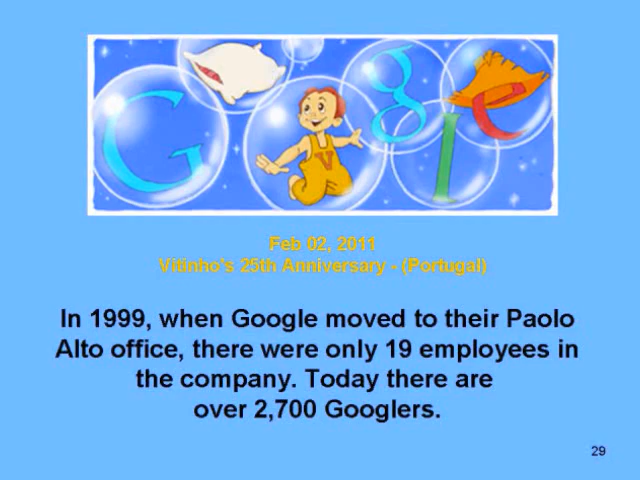 G g l e
V
Feb 02, 2011
Vitinho's 25th Anniversary - (Portugal)
In 1999, when Google moved to their Paolo
Alto office, there were only 19 employees in
the company. Today there are
over 2,700 Googlers.
29